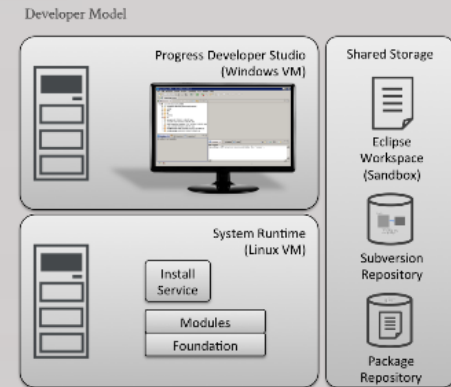 Developer Model
Progress Developer Studio
(Windows VM)
System Runtime
(Linux VM)
Install
Service
Modules
Foundation
Shared Storage
Eclipse
Workspace
(Sandbox)
Subversion
Repository
Package
Repository